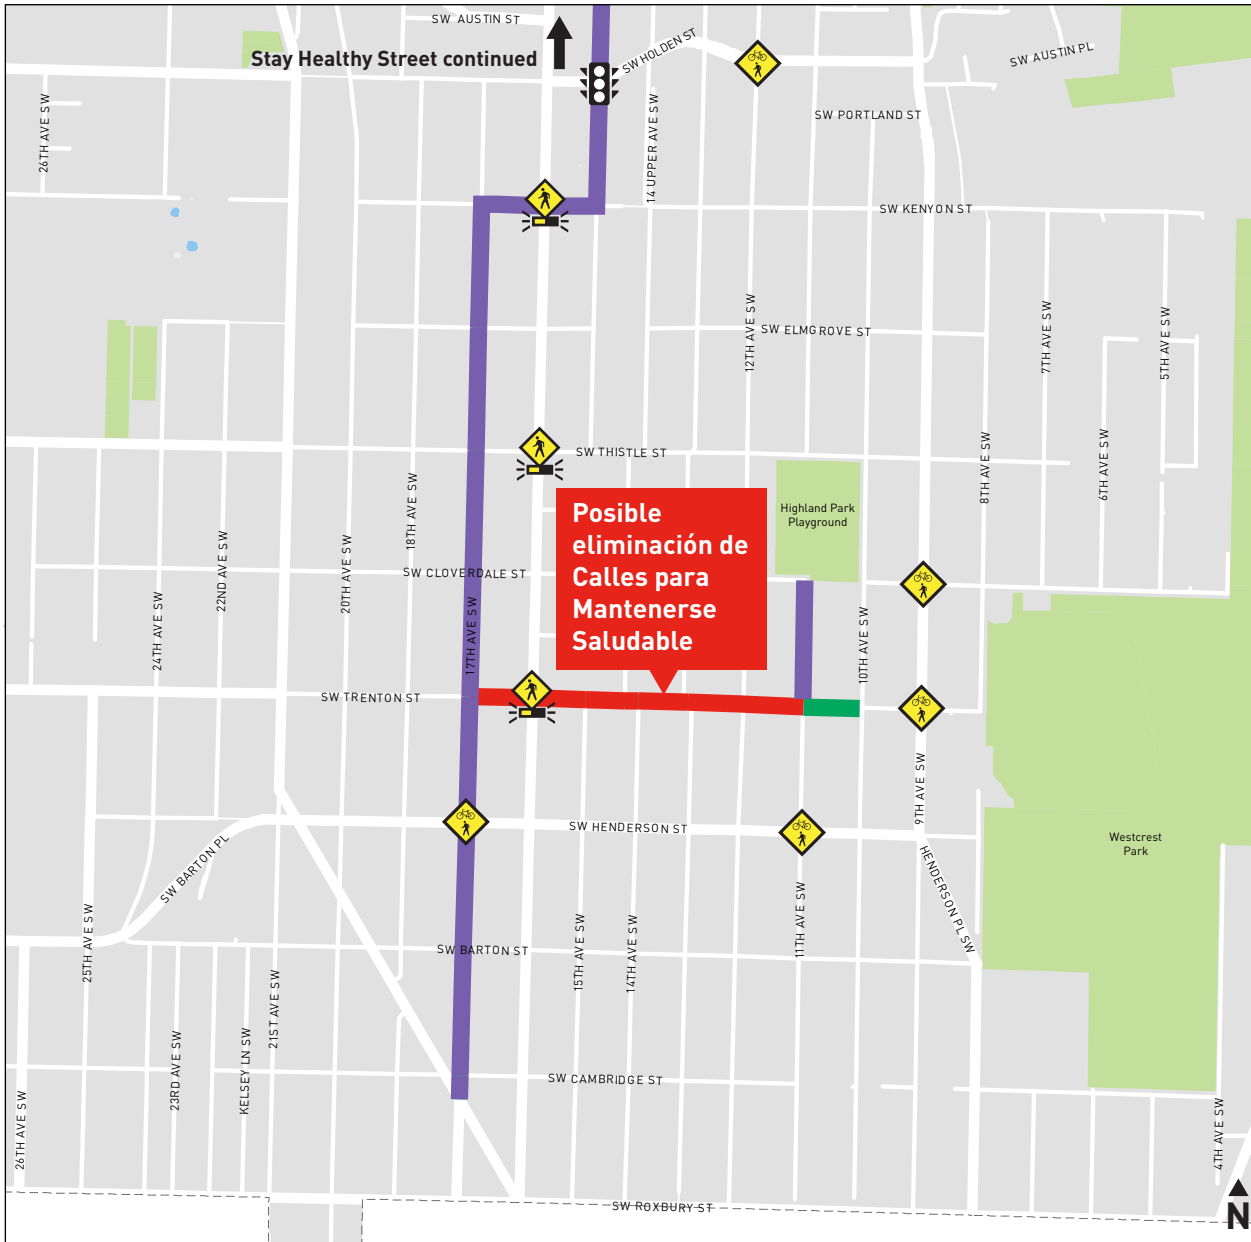 SW AUSTIN ST
Stay Healthy Street continued
SW HOLDEN ST
SW AUSTIN PL
26TH AVE SW
14 UPPER AVE SW
SW PORTLAND ST
SW KENYON ST
12TH AVE SW
SW ELMGROVE ST
7TH AVE SW
5TH AVE SW
SW THISTLE ST
18TH AVE SW
8TH AVE SW
6TH AVE SW
Posible
eliminación de
Calles para
Mantenerse
Saludable
Highland Park
Playground
22ND AVE SW
20TH AVE SW
SW CLOVERDALE ST
24TH AVE SW
17TH AVE SW
10TH AVE SW
SW TRENTON ST
9TH AVE SW
SW HENDERSON ST
SW BARTON PL
Westcrest
Park
HENDERSON PL SW
25TH AVE SW
SW BARTON ST
15TH AVE SW
14TH AVE SW
11TH AVE SW
21ST AVE SW
23RD AVE SW
KELSEY LN SW
SW CAMBRIDGE ST
26TH AVE SW
4TH AVE SW
SW ROXBURY ST
N